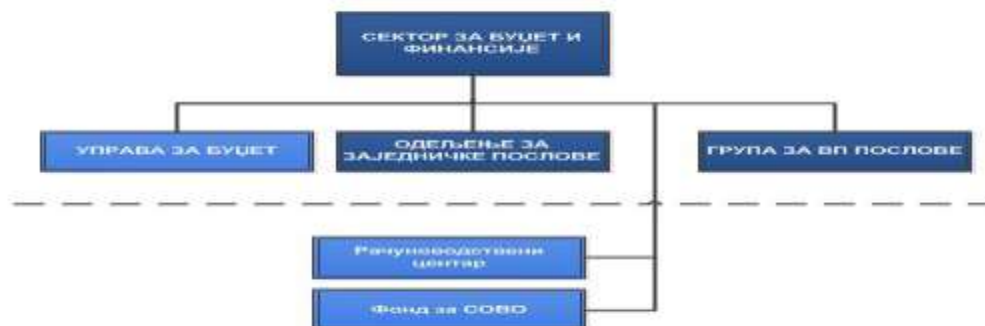 СЕКТОР ЗА БУЏЕТ И
ФИНАНСИЈЕ
УПРАВА ЗА БУЏЕТ
ОДЕЉЕЊЕ ЗА
ЗАЈЕДНИЧКЕ ПОСЛОВЕ
ГРУПА ЗА ВП ПОСЛОВЕ
Рачуноводствени
центар
Фонд за СОВО